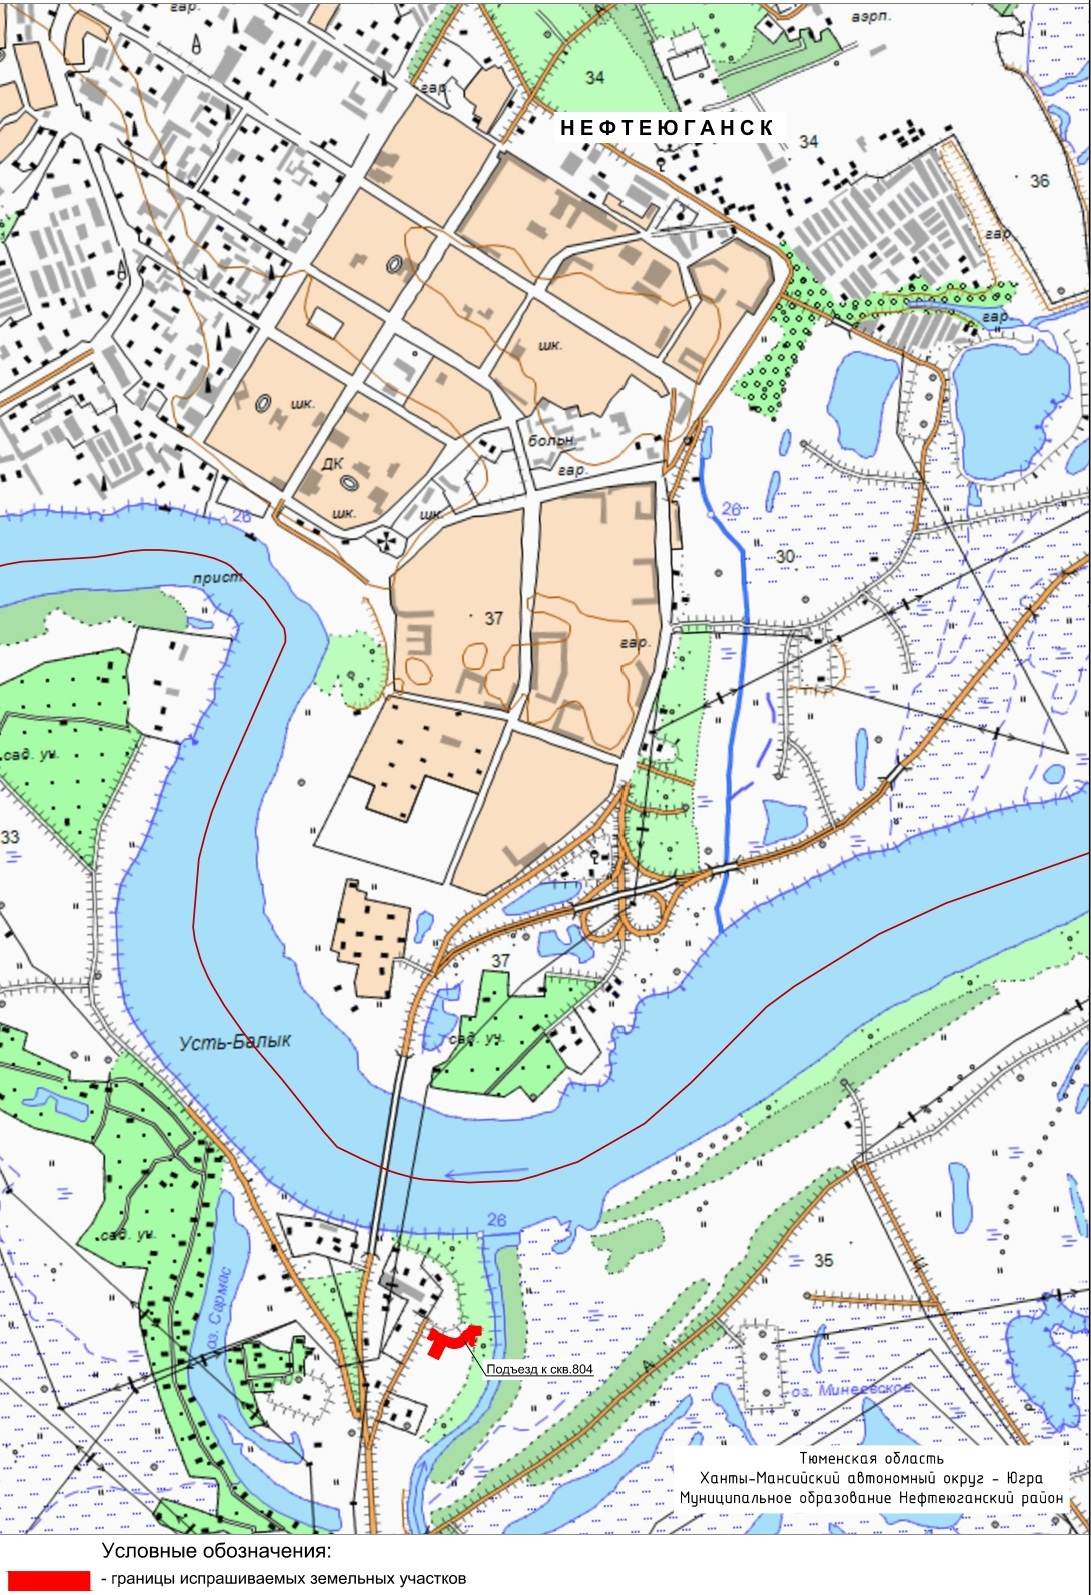 гар.
аэрп.
34
гар.
НЕФТЕЮГАНСК
34
36
гар.
гар.
шк.
шк.
больн.
ДК
гар.
шк.
шк.
26
26
30
прист.
37
гар.
сад. уч.
33
37
сад. уч.
Усть-Балык
26
сад. уч.
35
оз. Сормас
Подъезд к скв.804
оз. Минеевское
Тюменская область
Ханты-Мансийский автономный округ - Югра
Муниципальное образование Нефтеюганский район
Условные обозначения:
- границы испрашиваемых земельных участков